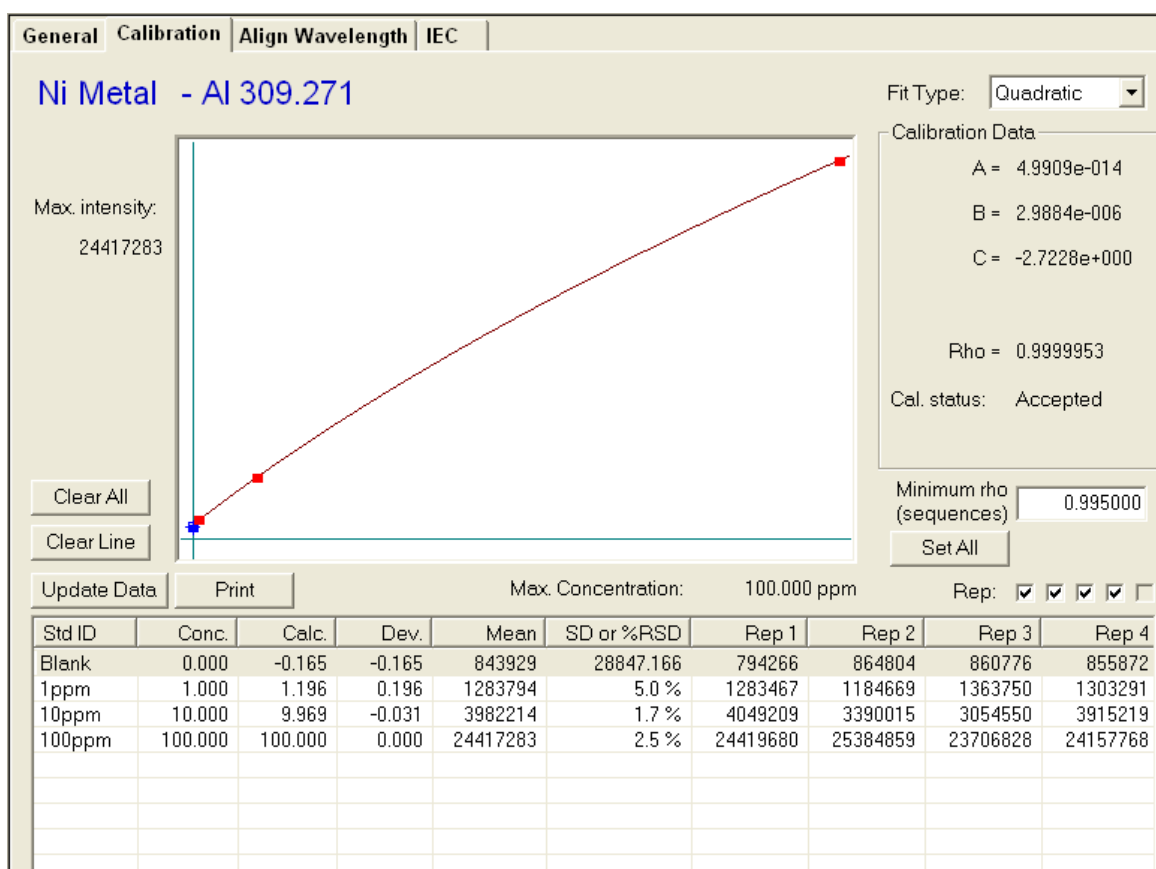 General Calibration Align Wavelength IEC
Ni Metal - Al 309.271
Fit Type: Quadratic
Calibration Data
A = 4.9909e-014
Max. intensity:
B = 2.9884e-006
24417283
C = -2.7228e+000
Rho = 0.9999953
Cal. status: Accepted
Clear All
Minimum rho
(sequences) 0.995000
Clear Line
Set All
Update Data Print Max. Concentration: 100.000 ppm Rep:
Std ID Conc. Calc. Dev. Mean SD or %RSD Rep 1 Rep 2 Rep 3 Rep 4
Blank 0.000 -0.165 -0.165 843929 28847.166 794266 864804 860776 855872
1ppm 1.000 1.196 0.196 1283794 5.0 % 1283467 1184669 1363750 1303291
10ppm 10.000 9.969 -0.031 3982214 1.7 % 4049209 3390015 3054550 3915219
100ppm 100.000 100.000 0.000 24417283 2.5 % 24419680 25384859 23706828 24157768